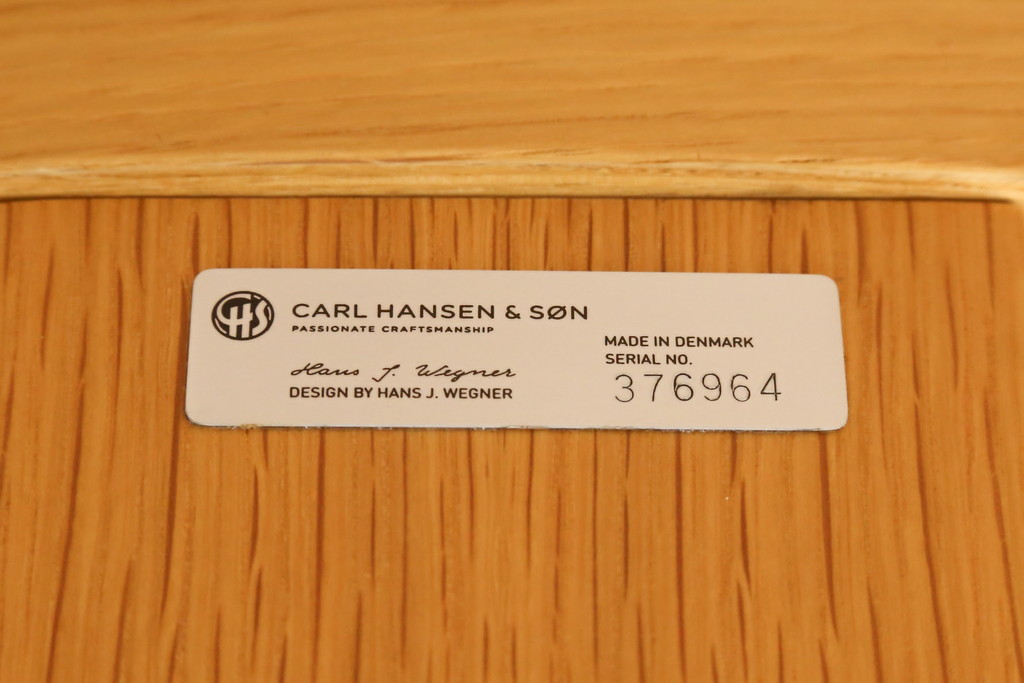 CHS
CARL HANSEN & SØN
PASSIONATE CRAFTSMANSHIP
Hans J. Wegner
DESIGN BY HANS J. WEGNER
MADE IN DENMARK
SERIAL NO.
376964